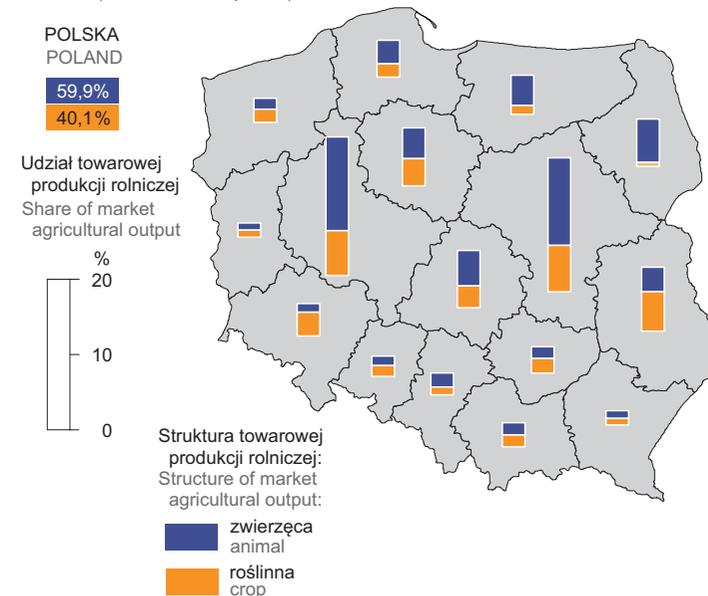 POLSKA
POLAND
59,9%
40,1%
Udział towarowej
produkcji rolniczej
Share of market
agricultural output
%
20
10
0
Struktura towarowej
produkcji rolniczej:
Structure of market
agricultural output:
zwierzęca
animal
roślinna
crop